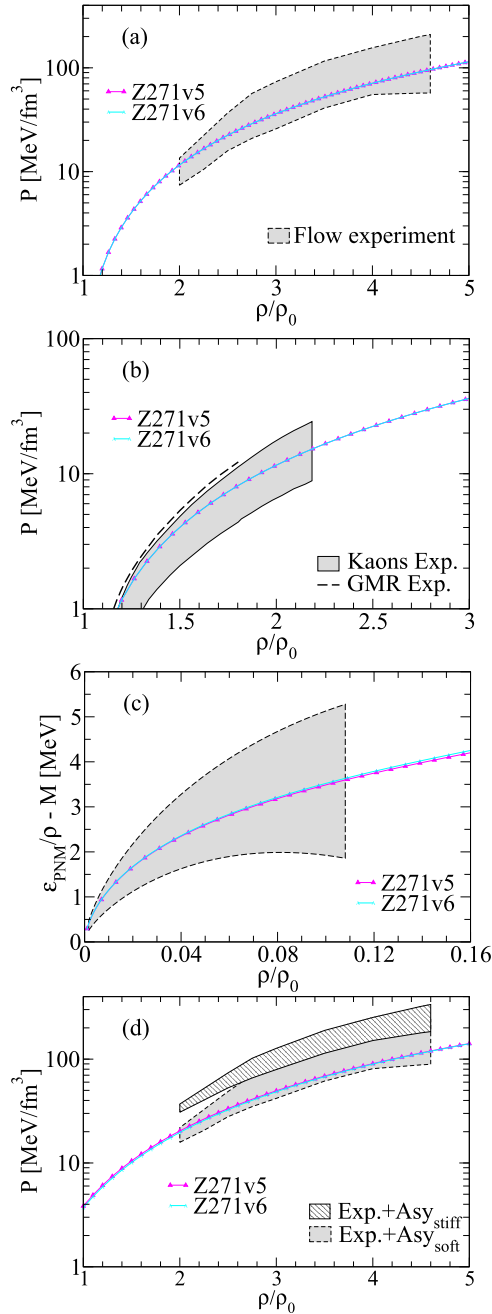 (a)
100
10
1
P [MeV/fm³]
Z271v5
Z271v6
Flow experiment
1 2 3 4 5
ρ/ρ₀
(b)
100
10
1
P [MeV/fm³]
Z271v5
Z271v6
Kaons Exp.
GMR Exp.
1 1.5 2 2.5 3
ρ/ρ₀
(c)
6
5
4
3
2
1
0
ε_PNM/ρ - M [MeV]
Z271v5
Z271v6
0 0.04 0.08 0.12 0.16
ρ/ρ₀
(d)
100
10
1
P [MeV/fm³]
Z271v5
Z271v6
Exp.+Asy_stiff
Exp.+Asy_soft
1 2 3 4 5
ρ/ρ₀